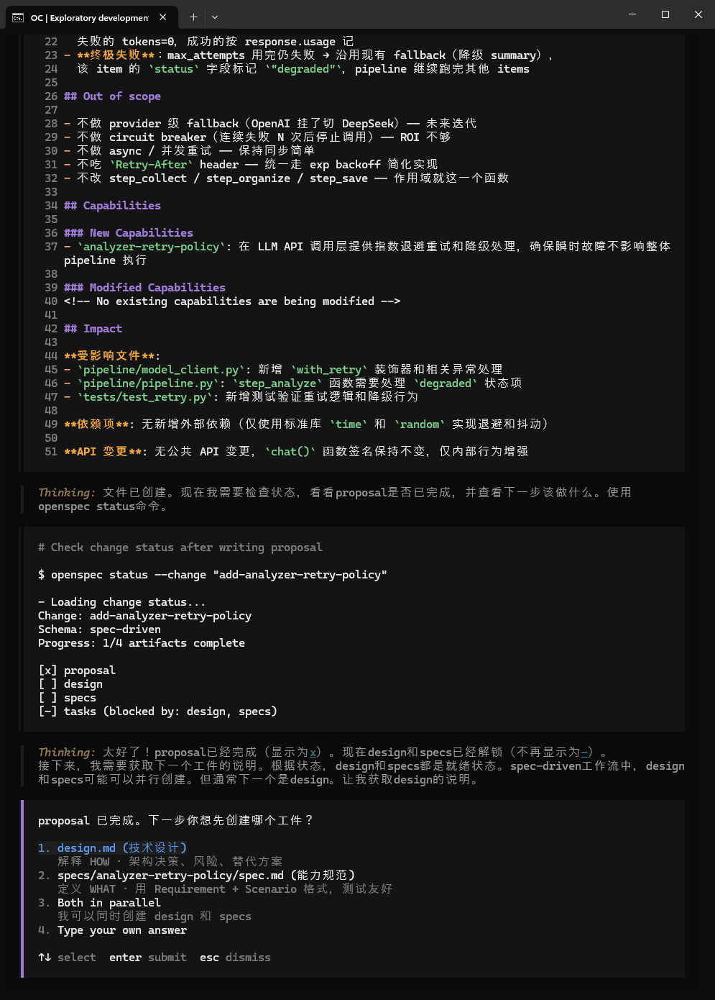 OC | Exploratory developmen
22   失败的 tokens=0, 成功的按 response.usage 记
23 - **终极失败**：max_attempts 用完仍失败 → 沿用现有 fallback（降级 summary），
24   该 item 的 `status` 字段标记 `"degraded"`, pipeline 继续跑完其他 items
25
26 ## Out of scope
27
28 - 不做 provider 级 fallback（OpenAI 挂了切 DeepSeek）—— 未来迭代
29 - 不做 circuit breaker（连续失败 N 次后停止调用）—— ROI 不够
30 - 不做 async / 并发重试 —— 保持同步简单
31 - 不吃 `Retry-After` header —— 统一走 exp backoff 简化实现
32 - 不改 step_collect / step_organize / step_save —— 作用域就这一个函数
33
34 ## Capabilities
35
36 ### New Capabilities
37 - `analyzer-retry-policy`: 在 LLM API 调用层提供指数退避重试和降级处理, 确保瞬时故障不影响整体
pipeline 执行
38
39 ### Modified Capabilities
40 <!-- No existing capabilities are being modified -->
41
42 ## Impact
43
44 **受影响文件**:
45 - `pipeline/model_client.py`: 新增 `with_retry` 装饰器和相关异常处理
46 - `pipeline/pipeline.py`: `step_analyze` 函数需要处理 `degraded` 状态项
47 - `tests/test_retry.py`: 新增测试验证重试逻辑和降级行为
48
49 **依赖项**: 无新增外部依赖（仅使用标准库 `time` 和 `random` 实现退避和抖动）
50
51 **API 变更**: 无公共 API 变更, `chat()` 函数签名保持不变, 仅内部行为增强
Thinking: 文件已创建。现在我需要检查状态，看看proposal是否已完成，并查看下一步该做什么。使用
openspec status命令。
# Check change status after writing proposal
$ openspec status --change "add-analyzer-retry-policy"
- Loading change status...
Change: add-analyzer-retry-policy
Schema: spec-driven
Progress: 1/4 artifacts complete
[x] proposal
[ ] design
[ ] specs
[-] tasks (blocked by: design, specs)
Thinking: 太好了！proposal已经完成（显示为x）。现在design和specs已经解锁（不再显示为-）。
接下来，我需要获取下一个工件的说明。根据状态，design和specs都是就绪状态。spec-driven工作流中，design
和specs可能可以并行创建。但通常下一个是design。让我获取design的说明。
proposal 已完成。下一步你想先创建哪个工件？
1. design.md (技术设计)
解释 HOW · 架构决策、风险、替代方案
2. specs/analyzer-retry-policy/spec.md (能力规范)
定义 WHAT · 用 Requirement + Scenario 格式, 测试友好
3. Both in parallel
我可以同时创建 design 和 specs
4. Type your own answer
↑↓ select  enter submit  esc dismiss